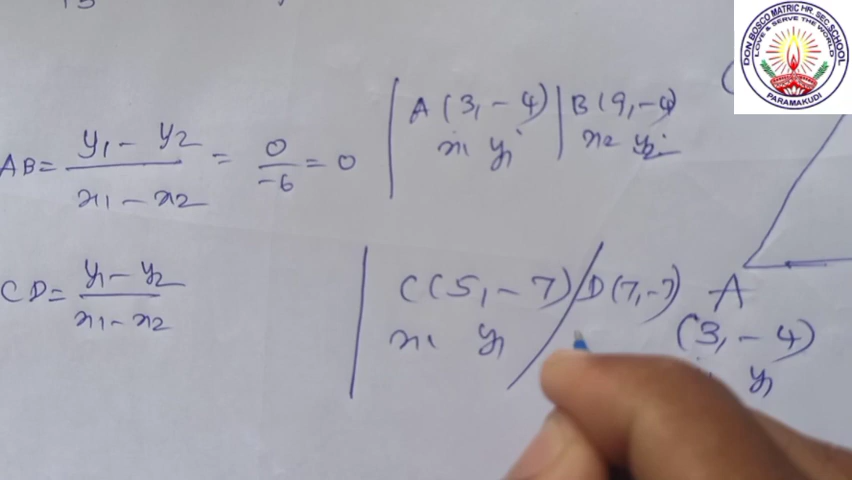 DON BOSCO MATRIC HR. SEC. SCHOOL
LOVE & SERVE THE WORLD
PARAMAKUDI
A (3, -4) | B (9, -4)
x1 y1 x2 y2
AB = y1 - y2 / x1 - x2 = 0 / -6 = 0
C (5, -7) / D (7, -7)
x1 y1
CD = y1 - y2 / x1 - x2
A
(3, -4)
y1